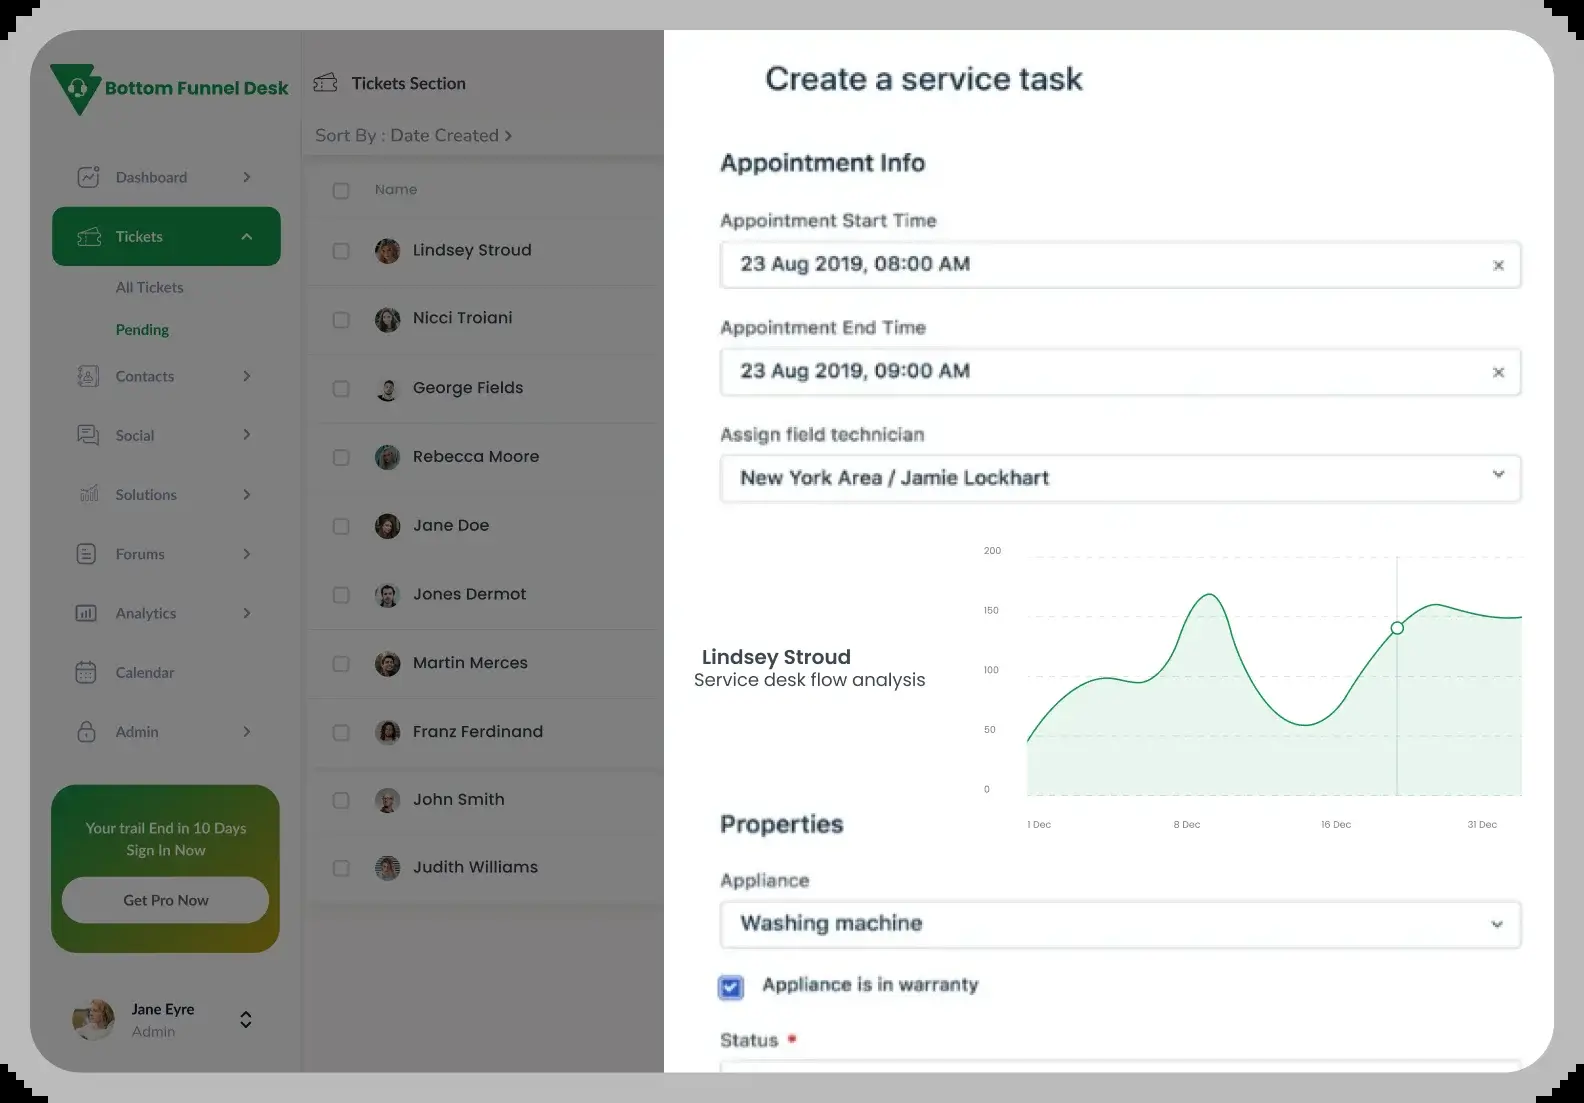 Bottom Funnel Desk
Dashboard
Tickets
All Tickets
Pending
Contacts
Social
Solutions
Forums
Analytics
Calendar
Admin
Your trail End in 10 Days
Sign In Now
Get Pro Now
Jane Eyre
Admin
Tickets Section
Sort By : Date Created >
Name
Lindsey Stroud
Nicci Troiani
George Fields
Rebecca Moore
Jane Doe
Jones Dermot
Martin Merces
Franz Ferdinand
John Smith
Judith Williams
Create a service task
Appointment Info
Appointment Start Time
23 Aug 2019, 08:00 AM
Appointment End Time
23 Aug 2019, 09:00 AM
Assign field technician
New York Area / Jamie Lockhart
Lindsey Stroud
Service desk flow analysis
200
150
100
50
0
1 Dec
8 Dec
16 Dec
31 Dec
Properties
Appliance
Washing machine
Appliance is in warranty
Status *